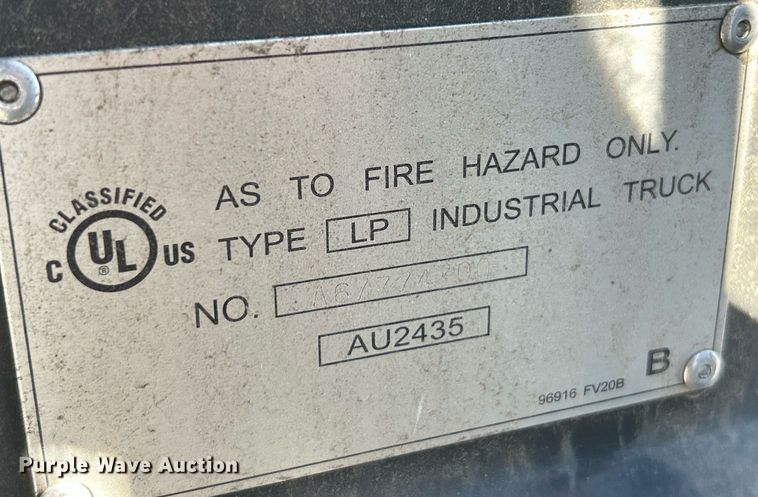 AS TO FIRE HAZARD ONLY.
CLASSIFIED
C UL ® US
TYPE LP INDUSTRIAL TRUCK
NO.
AU2435
B
96916 FV20B
Purple Wave Auction